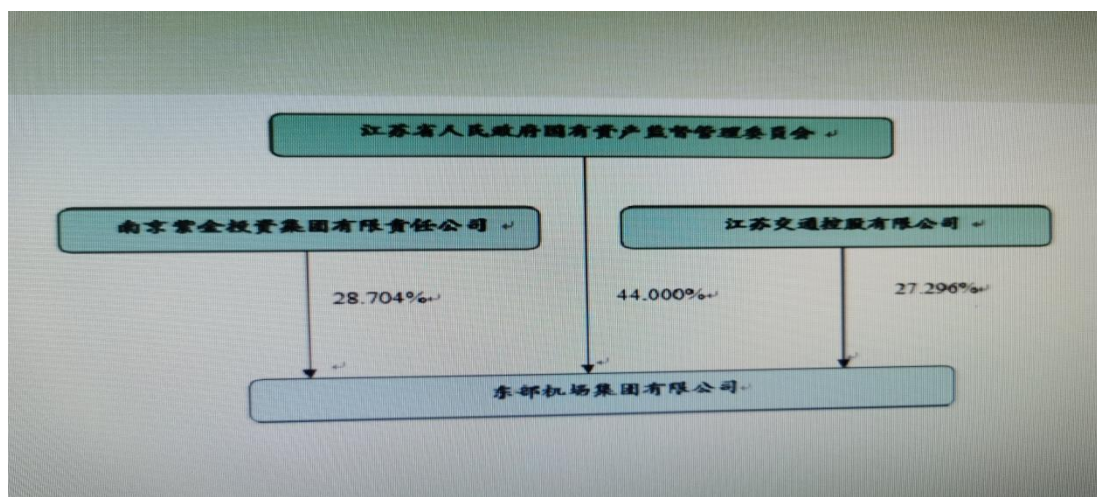 江苏省人民政府国有资产监督管理委员会
南京紫金投资集团有限责任公司
江苏交通控股有限公司
28.704%
44.000%
27.296%
东部机场集团有限公司